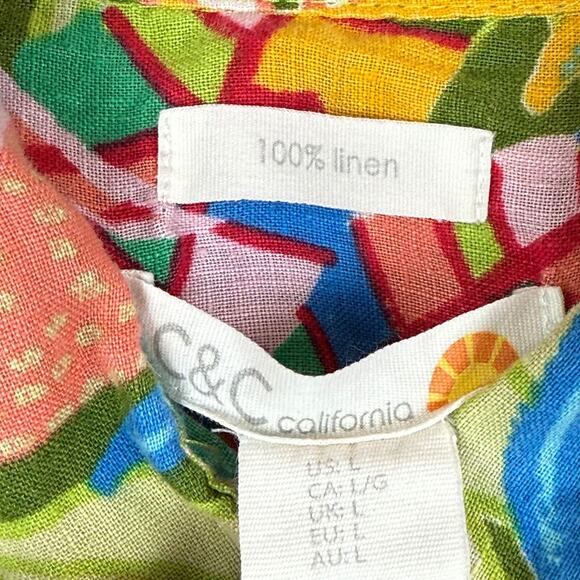 100% linen
C&C california
US: L
CA: L/G
UK: L
EU: L
AU: L